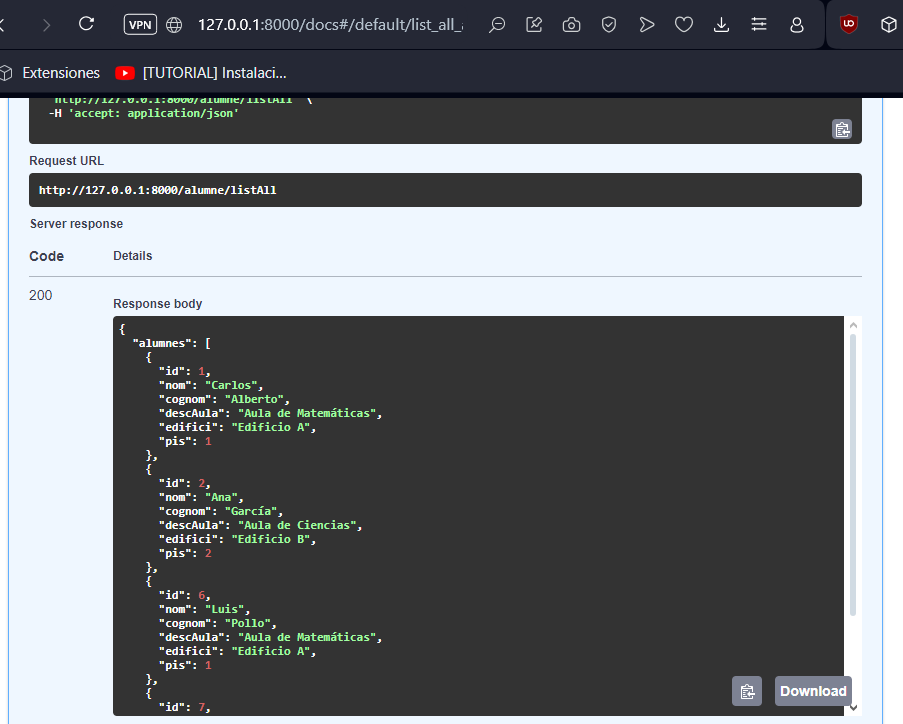 VPN
127.0.0.1:8000/docs#/default/list_all_
Extensiones
[TUTORIAL] Instalaci...
'http://127.0.0.1:8000/alumne/listAll' \
-H 'accept: application/json'
Request URL
http://127.0.0.1:8000/alumne/listAll
Server response
Code
Details
200
Response body
{
"alumnes": [
{
"id": 1,
"nom": "Carlos",
"cognom": "Alberto",
"descAula": "Aula de Matemáticas",
"edifici": "Edificio A",
"pis": 1
},
{
"id": 2,
"nom": "Ana",
"cognom": "García",
"descAula": "Aula de Ciencias",
"edifici": "Edificio B",
"pis": 2
},
{
"id": 6,
"nom": "Luis",
"cognom": "Pollo",
"descAula": "Aula de Matemáticas",
"edifici": "Edificio A",
"pis": 1
},
{
"id": 7,
Download